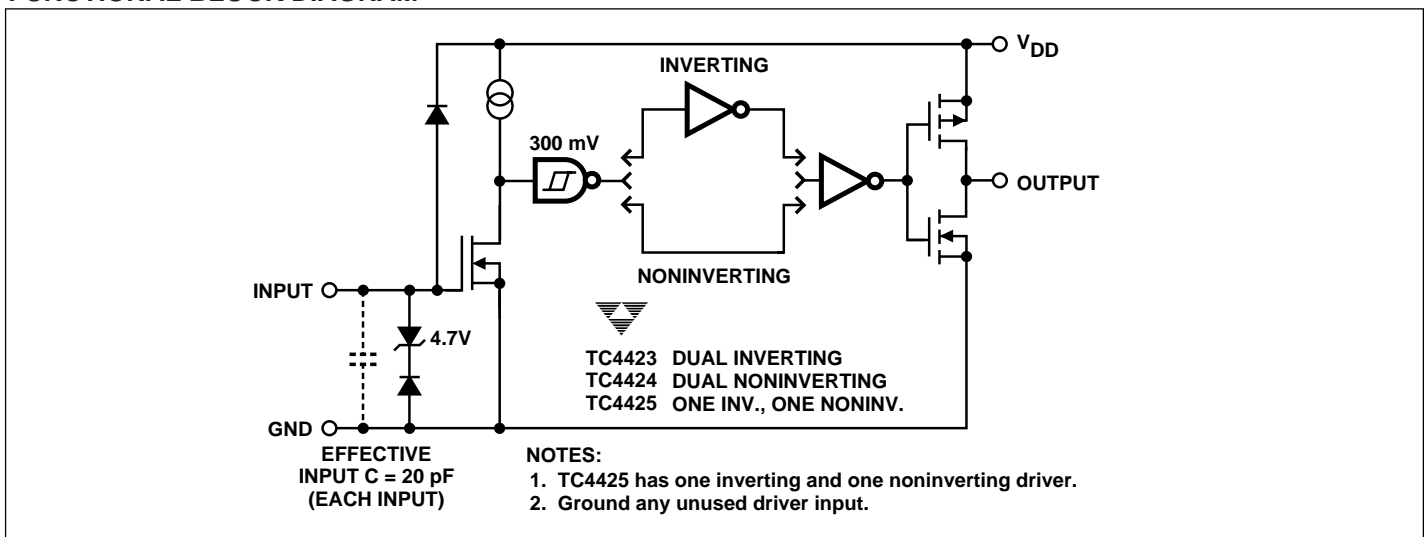 V_DD
INVERTING
300 mV
OUTPUT
NONINVERTING
INPUT
4.7V
TC4423 DUAL INVERTING
TC4424 DUAL NONINVERTING
TC4425 ONE INV., ONE NONINV.
GND
EFFECTIVE
INPUT C = 20 pF
(EACH INPUT)
NOTES:
1. TC4425 has one inverting and one noninverting driver.
2. Ground any unused driver input.